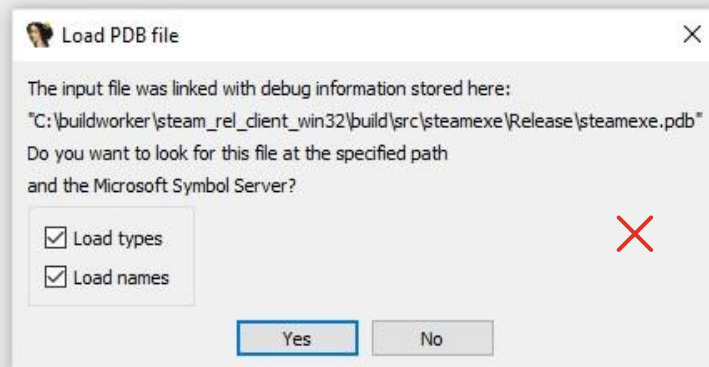 Load PDB file
The input file was linked with debug information stored here:
"C:\buildworker\steam_rel_client_win32\build\src\steamexe\Release\steamexe.pdb"
Do you want to look for this file at the specified path
and the Microsoft Symbol Server?
Load types
Load names
Yes No